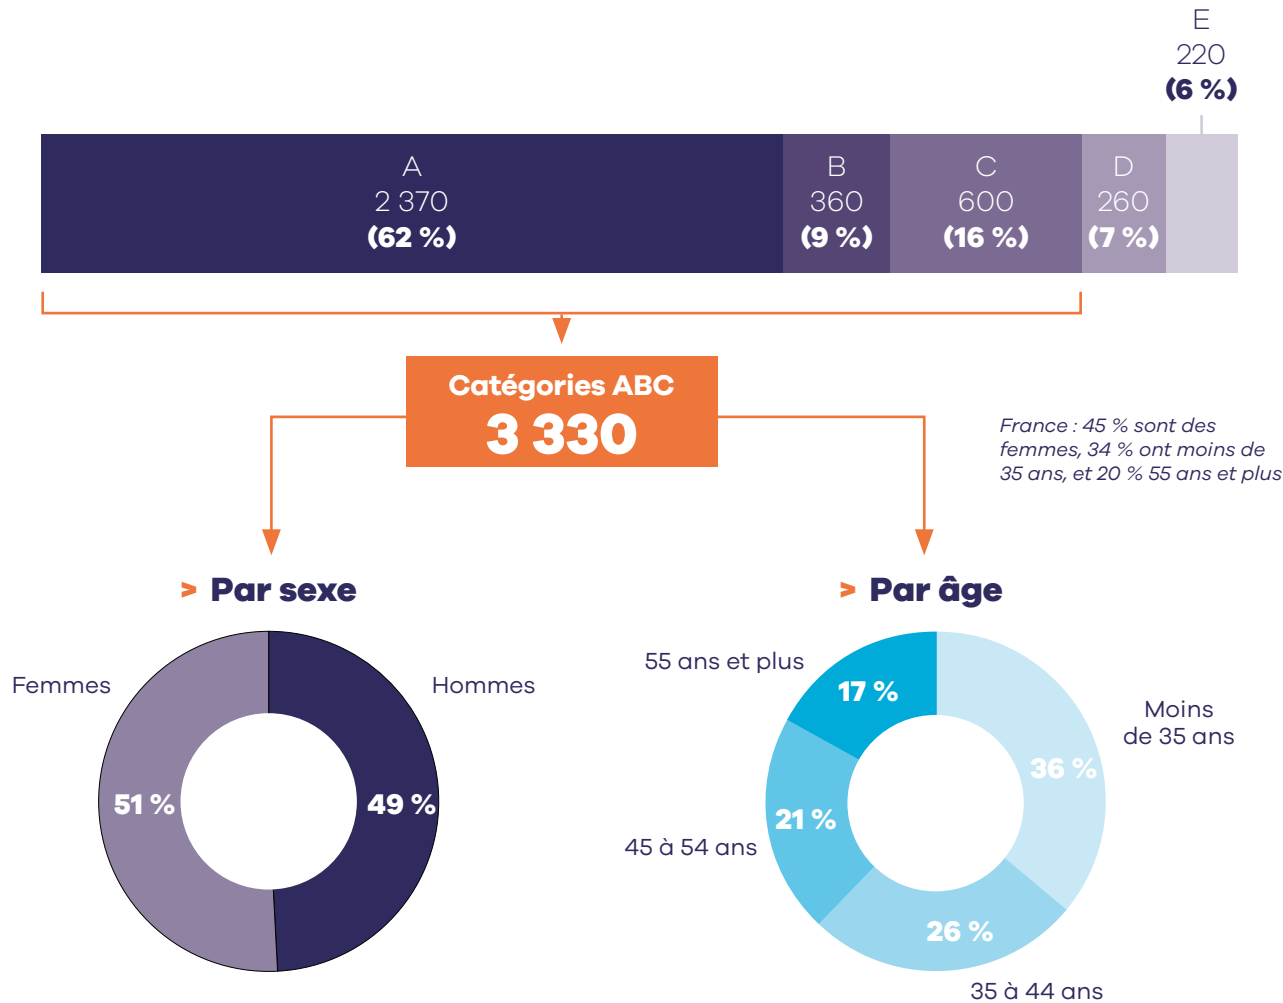 E
220
(6 %)
A
2 370
(62 %)
B
360
(9 %)
C
600
(16 %)
D
260
(7 %)
Catégories ABC
3 330
France : 45 % sont des
femmes, 34 % ont moins de
35 ans, et 20 % 55 ans et plus
> Par sexe
Femmes
Hommes
51 %
49 %
> Par âge
55 ans et plus
17 %
Moins
de 35 ans
36 %
21 %
45 à 54 ans
26 %
35 à 44 ans